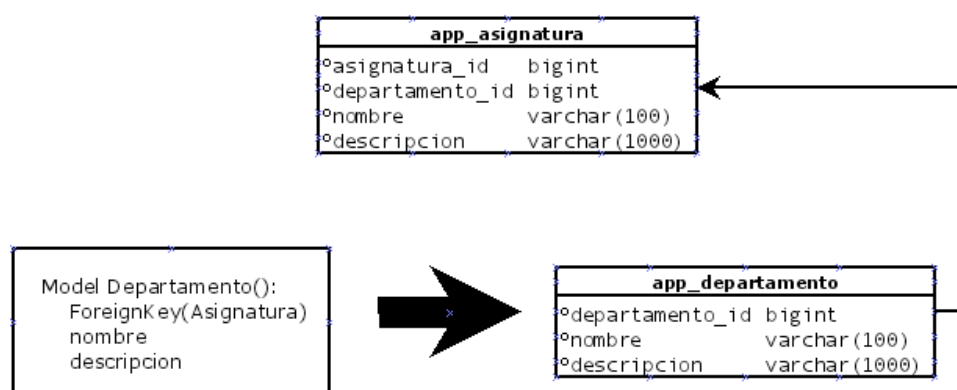 app_asignatura
°asignatura_id bigint
°departamento_id bigint
°nombre varchar(100)
°descripcion varchar(1000)
Model Departamento():
ForeignKey(Asignatura)
nombre
descripcion
app_departamento
°departamento_id bigint
°nombre varchar(100)
°descripcion varchar(1000)